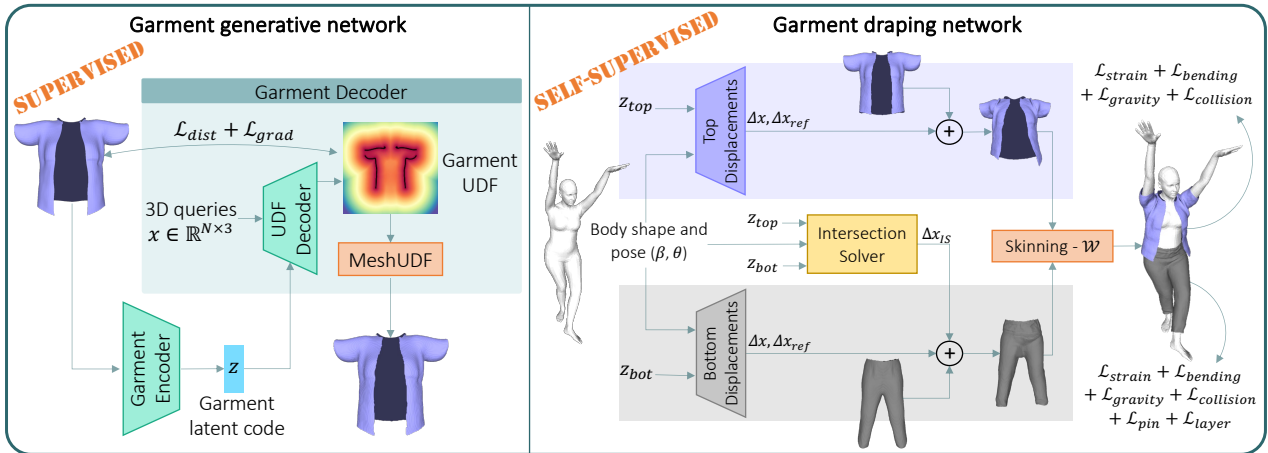 Garment generative network
SUPERVISED
Garment Decoder
ℒ_dist + ℒ_grad
Garment
UDF
UDF
Decoder
3D queries
x ∈ ℝ^{N×3}
MeshUDF
Garment
Encoder
z
Garment
latent code
Garment draping network
SELF-SUPERVISED
z_top
Top
Displacements
Δx, Δx_ref
+
Body shape and
pose (β, θ)
z_top
z_bot
Intersection
Solver
Δx_IS
z_bot
Bottom
Displacements
Δx, Δx_ref
+
Skinning - 𝒲
ℒ_strain + ℒ_bending
+ ℒ_gravity + ℒ_collision
ℒ_strain + ℒ_bending
+ ℒ_gravity + ℒ_collision
+ ℒ_pin + ℒ_layer